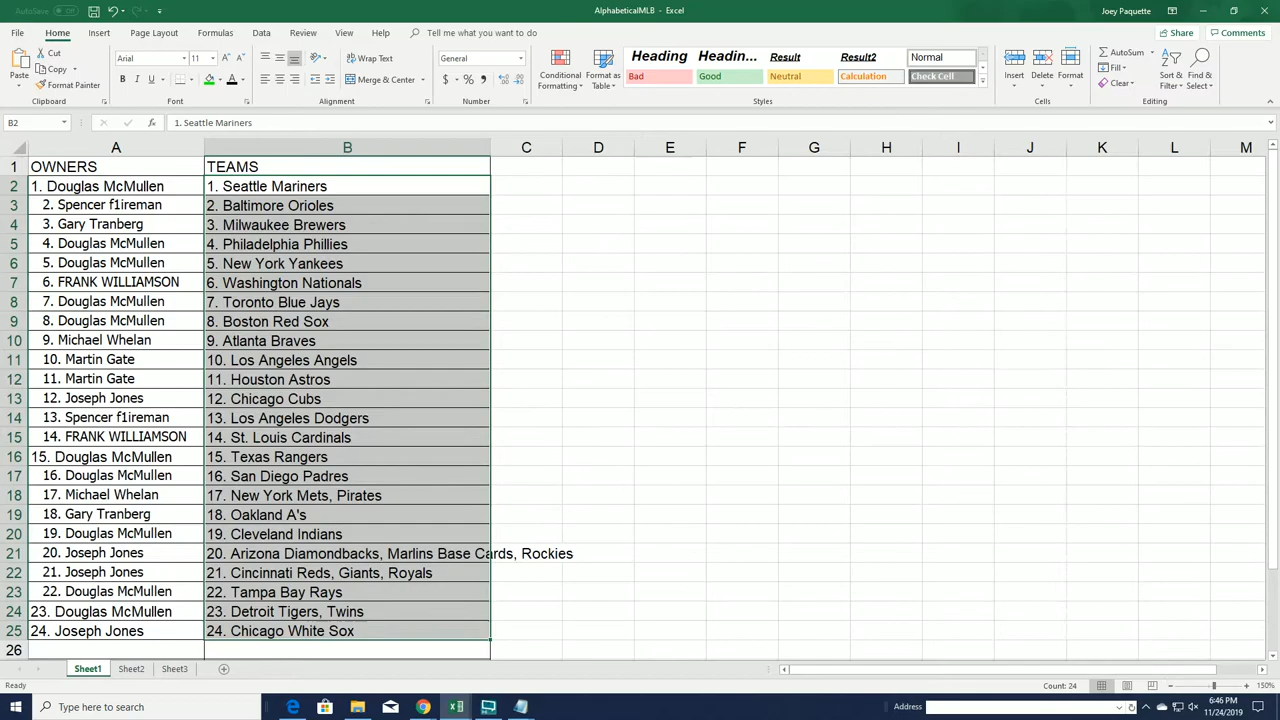 AutoSave Off
AlphabeticalMLB - Excel
Joey Paquette
File Home Insert Page Layout Formulas Data Review View Help Tell me what you want to do
Share Comments
Paste
Cut
Copy
Format Painter
Clipboard
Arial 11
B I U
Font
Wrap Text
Merge & Center
Alignment
General
$ % ,
Number
Conditional Formatting
Format as Table
Heading Headin... Result Result2 Normal
Bad Good Neutral Calculation Check Cell
Styles
Insert Delete Format
Cells
AutoSum
Fill
Clear
Sort & Filter
Find & Select
Editing
B2
fx
1. Seattle Mariners
A B C D E F G H I J K L M
1 OWNERS TEAMS
2 1. Douglas McMullen 1. Seattle Mariners
3 2. Spencer f1ireman 2. Baltimore Orioles
4 3. Gary Tranberg 3. Milwaukee Brewers
5 4. Douglas McMullen 4. Philadelphia Phillies
6 5. Douglas McMullen 5. New York Yankees
7 6. FRANK WILLIAMSON 6. Washington Nationals
8 7. Douglas McMullen 7. Toronto Blue Jays
9 8. Douglas McMullen 8. Boston Red Sox
10 9. Michael Whelan 9. Atlanta Braves
11 10. Martin Gate 10. Los Angeles Angels
12 11. Martin Gate 11. Houston Astros
13 12. Joseph Jones 12. Chicago Cubs
14 13. Spencer f1ireman 13. Los Angeles Dodgers
15 14. FRANK WILLIAMSON 14. St. Louis Cardinals
16 15. Douglas McMullen 15. Texas Rangers
17 16. Douglas McMullen 16. San Diego Padres
18 17. Michael Whelan 17. New York Mets, Pirates
19 18. Gary Tranberg 18. Oakland A's
20 19. Douglas McMullen 19. Cleveland Indians
21 20. Joseph Jones 20. Arizona Diamondbacks, Marlins Base Cards, Rockies
22 21. Joseph Jones 21. Cincinnati Reds, Giants, Royals
23 22. Douglas McMullen 22. Tampa Bay Rays
24 23. Douglas McMullen 23. Detroit Tigers, Twins
25 24. Joseph Jones 24. Chicago White Sox
26
Sheet1 Sheet2 Sheet3
Ready
Count: 24
150%
Type here to search
Address
6:46 PM
11/24/2019